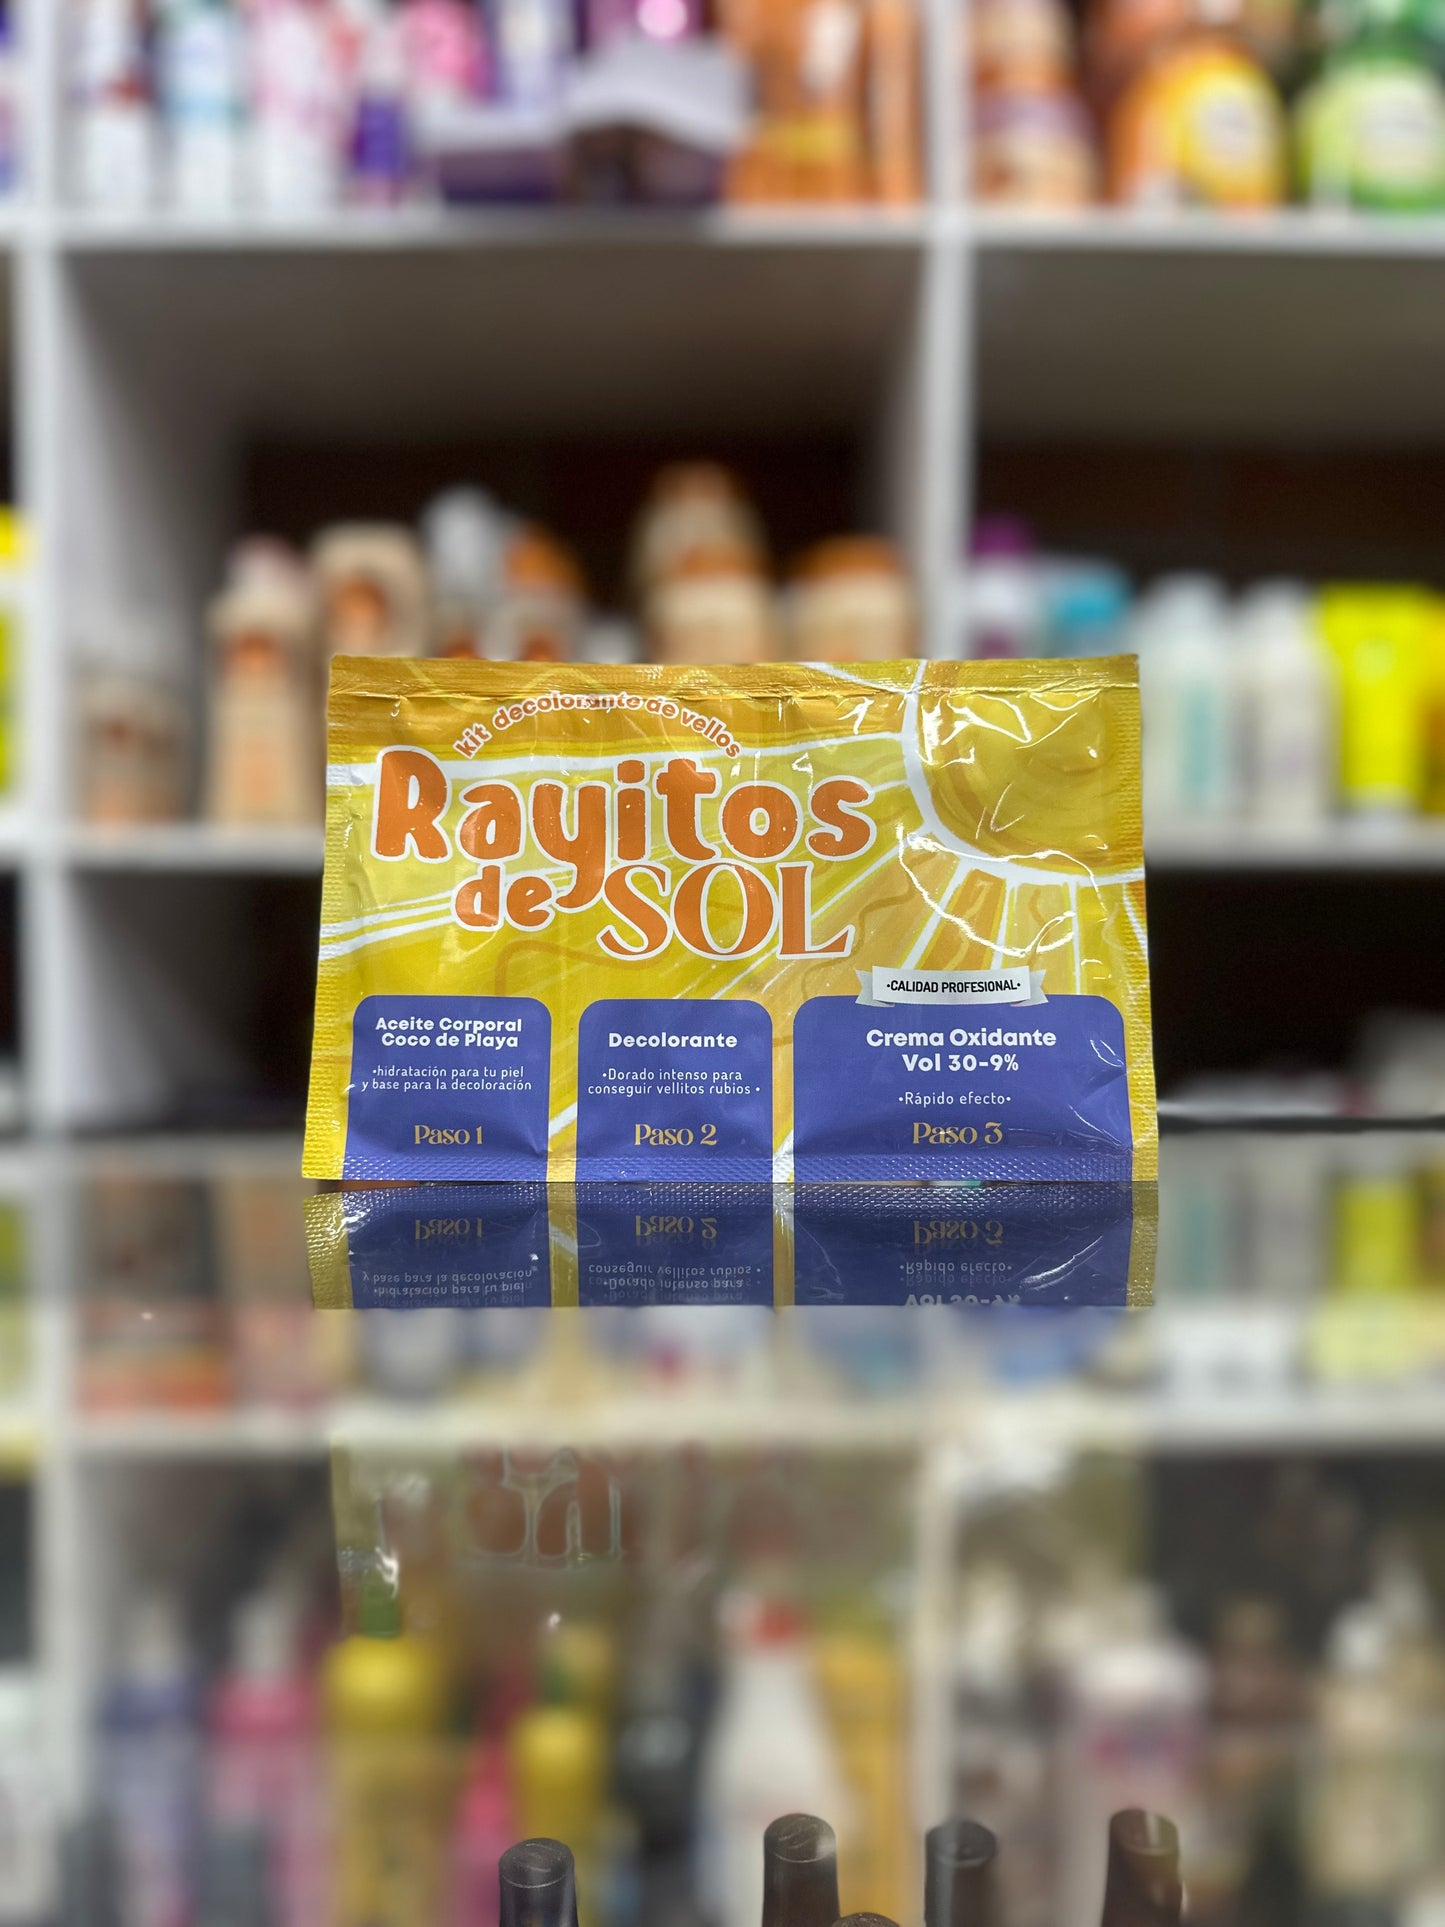 kit decolorante de vellos
Rayitos
de SOL
•CALIDAD PROFESIONAL•
Aceite Corporal
Coco de Playa
•hidratación para tu piel
y base para la decoloración
Paso 1
Decolorante
•Dorado intenso para
conseguir vellitos rubios •
Paso 2
Crema Oxidante
Vol 30-9%
•Rápido efecto•
Paso 3